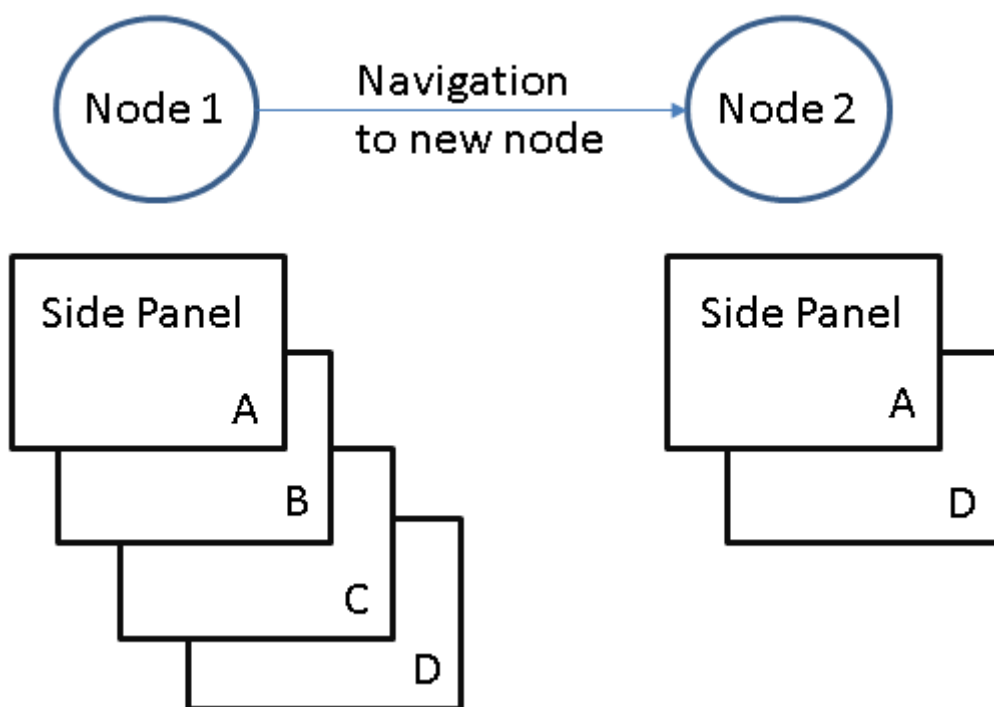 Node 1
Navigation
to new node
Node 2
Side Panel
A
B
C
D
Side Panel
A
D